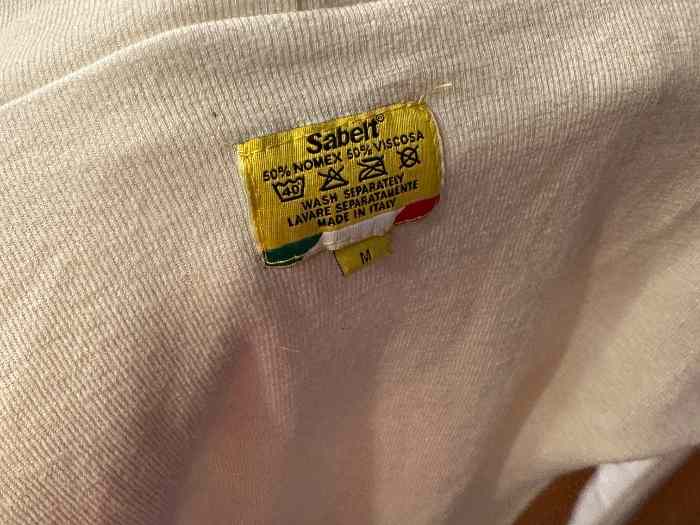 Sabelt®
50% NOMEX 50% VISCOSA
40
WASH SEPARATELY
LAVARE SEPARATAMENTE
MADE IN ITALY
M